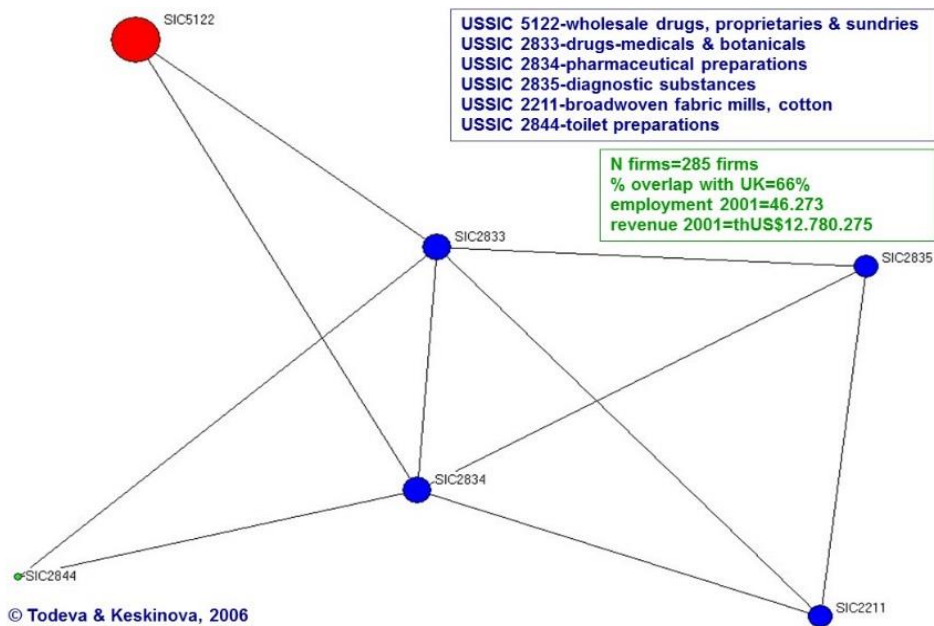 SIC5122
USSIC 5122-wholesale drugs, proprietaries & sundries
USSIC 2833-drugs-medicals & botanicals
USSIC 2834-pharmaceutical preparations
USSIC 2835-diagnostic substances
USSIC 2211-broadwoven fabric mills, cotton
USSIC 2844-toilet preparations
N firms=285 firms
% overlap with UK=66%
employment 2001=46.273
revenue 2001=thUS$12.780.275
SIC2833
SIC2835
SIC2834
SIC2844
SIC2211
© Todeva & Keskinova, 2006